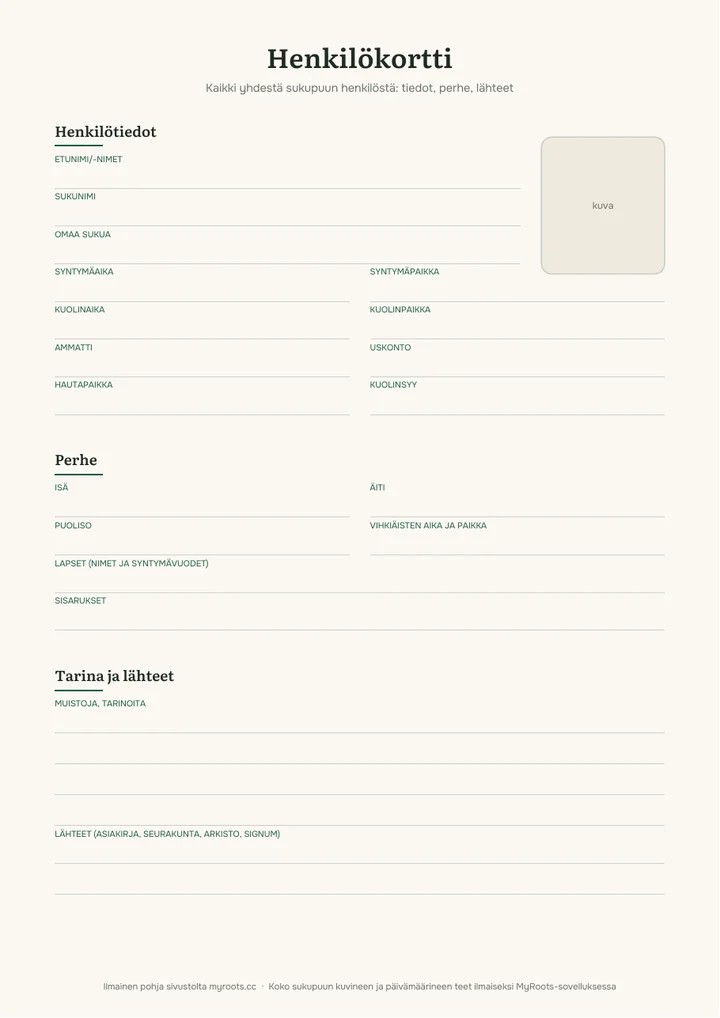 Henkilökortti
Kaikki yhdestä sukupuun henkilöstä: tiedot, perhe, lähteet
Henkilötiedot
ETUNIMI/-NIMET
SUKUNIMI
OMAA SUKUA
kuva
SYNTYMÄAIKA
SYNTYMÄPAIKKA
KUOLINAIKA
KUOLINPAIKKA
AMMATTI
USKONTO
HAUTAPAIKKA
KUOLINSYY
Perhe
ISÄ
ÄITI
PUOLISO
VIHKIÄISTEN AIKA JA PAIKKA
LAPSET (NIMET JA SYNTYMÄVUODET)
SISARUKSET
Tarina ja lähteet
MUISTOJA, TARINOITA
LÄHTEET (ASIAKIRJA, SEURAKUNTA, ARKISTO, SIGNUM)
Ilmainen pohja sivustolta myroots.cc · Koko sukupuun kuvineen ja päivämäärineen teet ilmaiseksi MyRoots-sovelluksessa